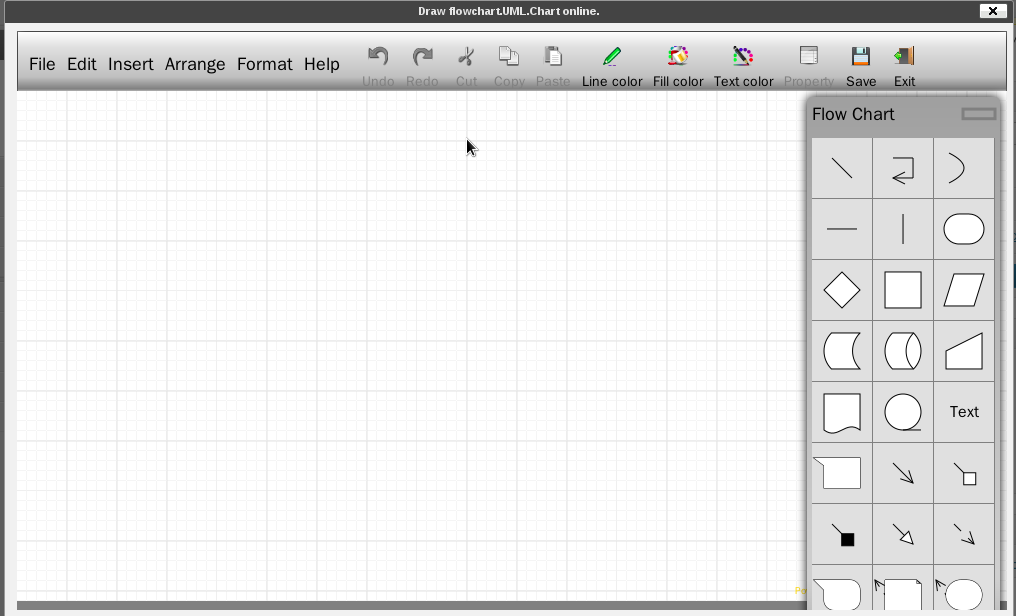 Draw flowchart.UML.Chart online.
File Edit Insert Arrange Format Help
Undo Redo Cut Copy Paste Line color Fill color Text color Property Save Exit
Flow Chart
Text